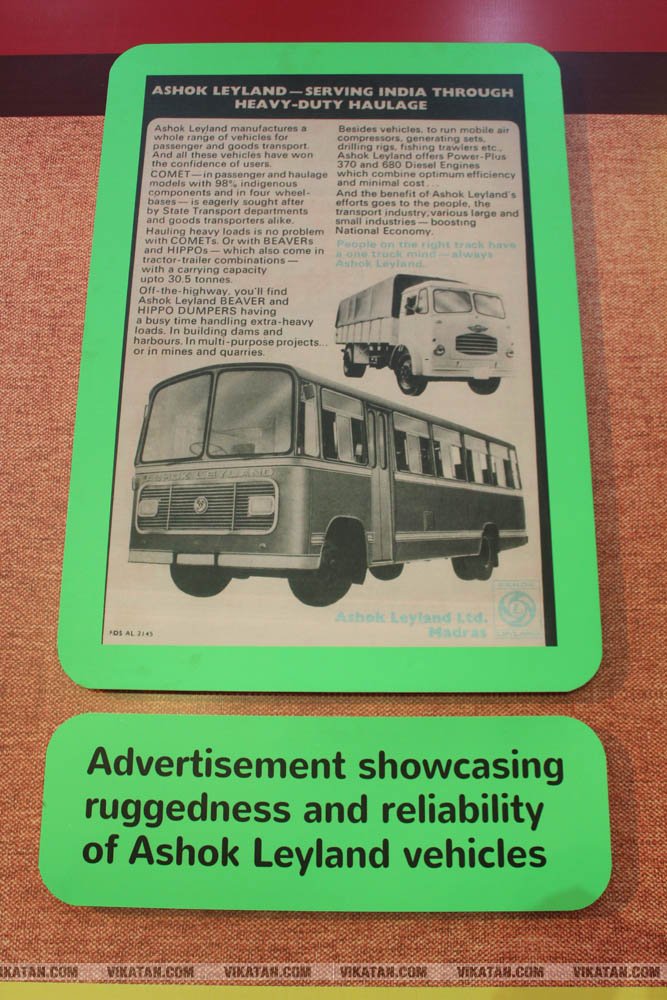 ASHOK LEYLAND — SERVING INDIA THROUGH
HEAVY-DUTY HAULAGE
Ashok Leyland manufactures a
whole range of vehicles for
passenger and goods transport.
And all these vehicles have won
the confidence of users.
COMET — in passenger and haulage
models with 98% indigenous
components and in four wheel-
bases — is eagerly sought after
by State Transport departments
and goods transporters alike.
Hauling heavy loads is no problem
with COMETs. Or with BEAVERs
and HIPPOs — which also come in
tractor-trailer combinations —
with a carrying capacity
upto 30.5 tonnes.
Off-the-highway, you'll find
Ashok Leyland BEAVER and
HIPPO DUMPERS having
a busy time handling extra-heavy
loads. In building dams and
harbours. In multi-purpose projects...
or in mines and quarries.
Besides vehicles, to run mobile air
compressors, generating sets,
drilling rigs, fishing trawlers etc.,
Ashok Leyland offers Power-Plus
370 and 680 Diesel Engines
which combine optimum efficiency
and minimal cost...
And the benefit of Ashok Leyland's
efforts goes to the people, the
transport industry, various large and
small industries — boosting
National Economy.
People on the right track have
a one truck mind — always
Ashok Leyland.
ASHOK LEYLAND
Ashok Leyland Ltd.
Madras
ASHOK
LEYLAND
PDS AL 2145
Advertisement showcasing
ruggedness and reliability
of Ashok Leyland vehicles
VIKATAN.COM VIKATAN.COM VIKATAN.COM VIKATAN.COM VIKATAN.COM VIKATAN.COM